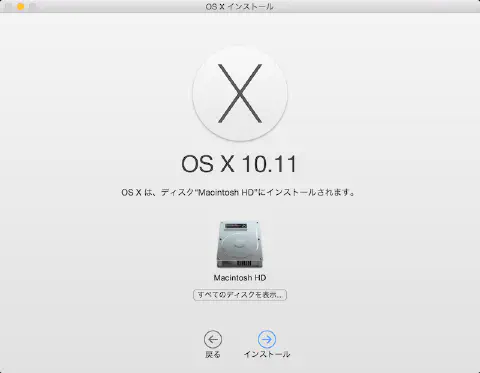 OS X インストール
OS X 10.11
OS X は、ディスク"Macintosh HD"にインストールされます。
Macintosh HD
すべてのディスクを表示...
戻る
インストール